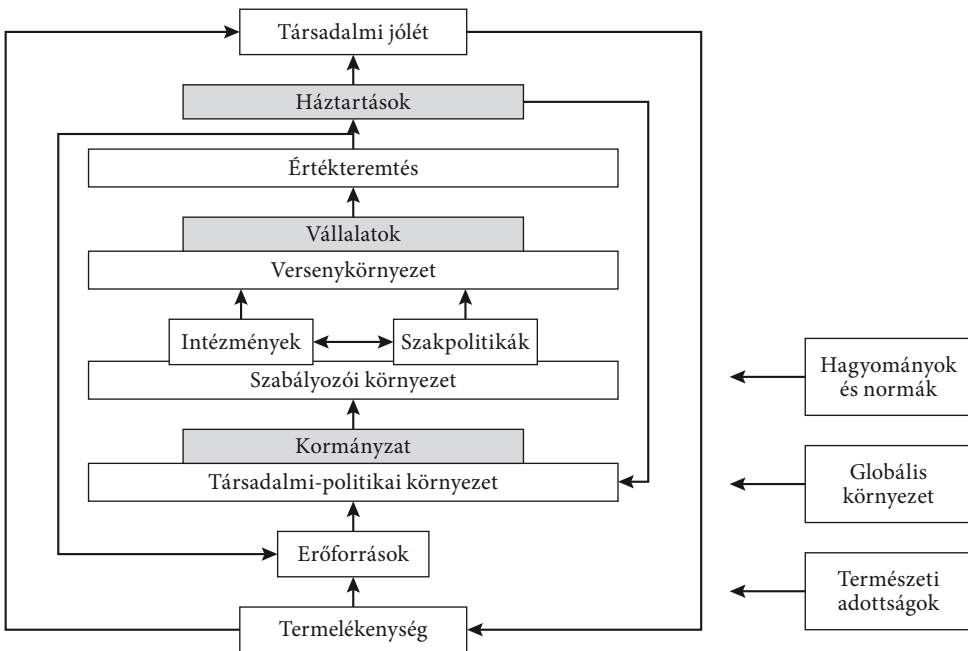 Társadalmi jólét
Háztartások
Értékteremtés
Vállalatok
Versenykörnyezet
Intézmények
Szakpolitikák
Szabályozói környezet
Kormányzat
Társadalmi-politikai környezet
Erőforrások
Termelékenység
Hagyományok
és normák
Globális
környezet
Természeti
adottságok